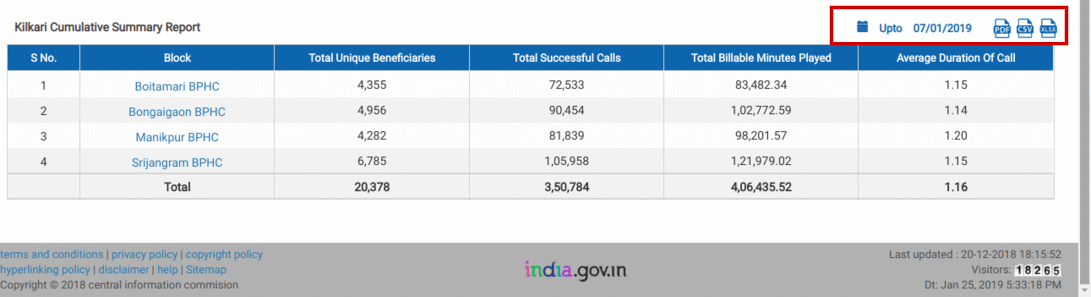 Kilkari Cumulative Summary Report Upto 07/01/2019 PDF CSV XLSX
S No. Block Total Unique Beneficiaries Total Successful Calls Total Billable Minutes Played Average Duration Of Call
1 Boitamari BPHC 4,355 72,533 83,482.34 1.15
2 Bongaigaon BPHC 4,956 90,454 1,02,772.59 1.14
3 Manikpur BPHC 4,282 81,839 98,201.57 1.20
4 Srijangram BPHC 6,785 1,05,958 1,21,979.02 1.15
Total 20,378 3,50,784 4,06,435.52 1.16
terms and conditions | privacy policy | copyright policy
hyperlinking policy | disclaimer | help | Sitemap
Copyright © 2018 central information commision
india.gov.in
Last updated : 20-12-2018 18:15:52
Visitors: 18265
Dt: Jan 25, 2019 5:33:18 PM